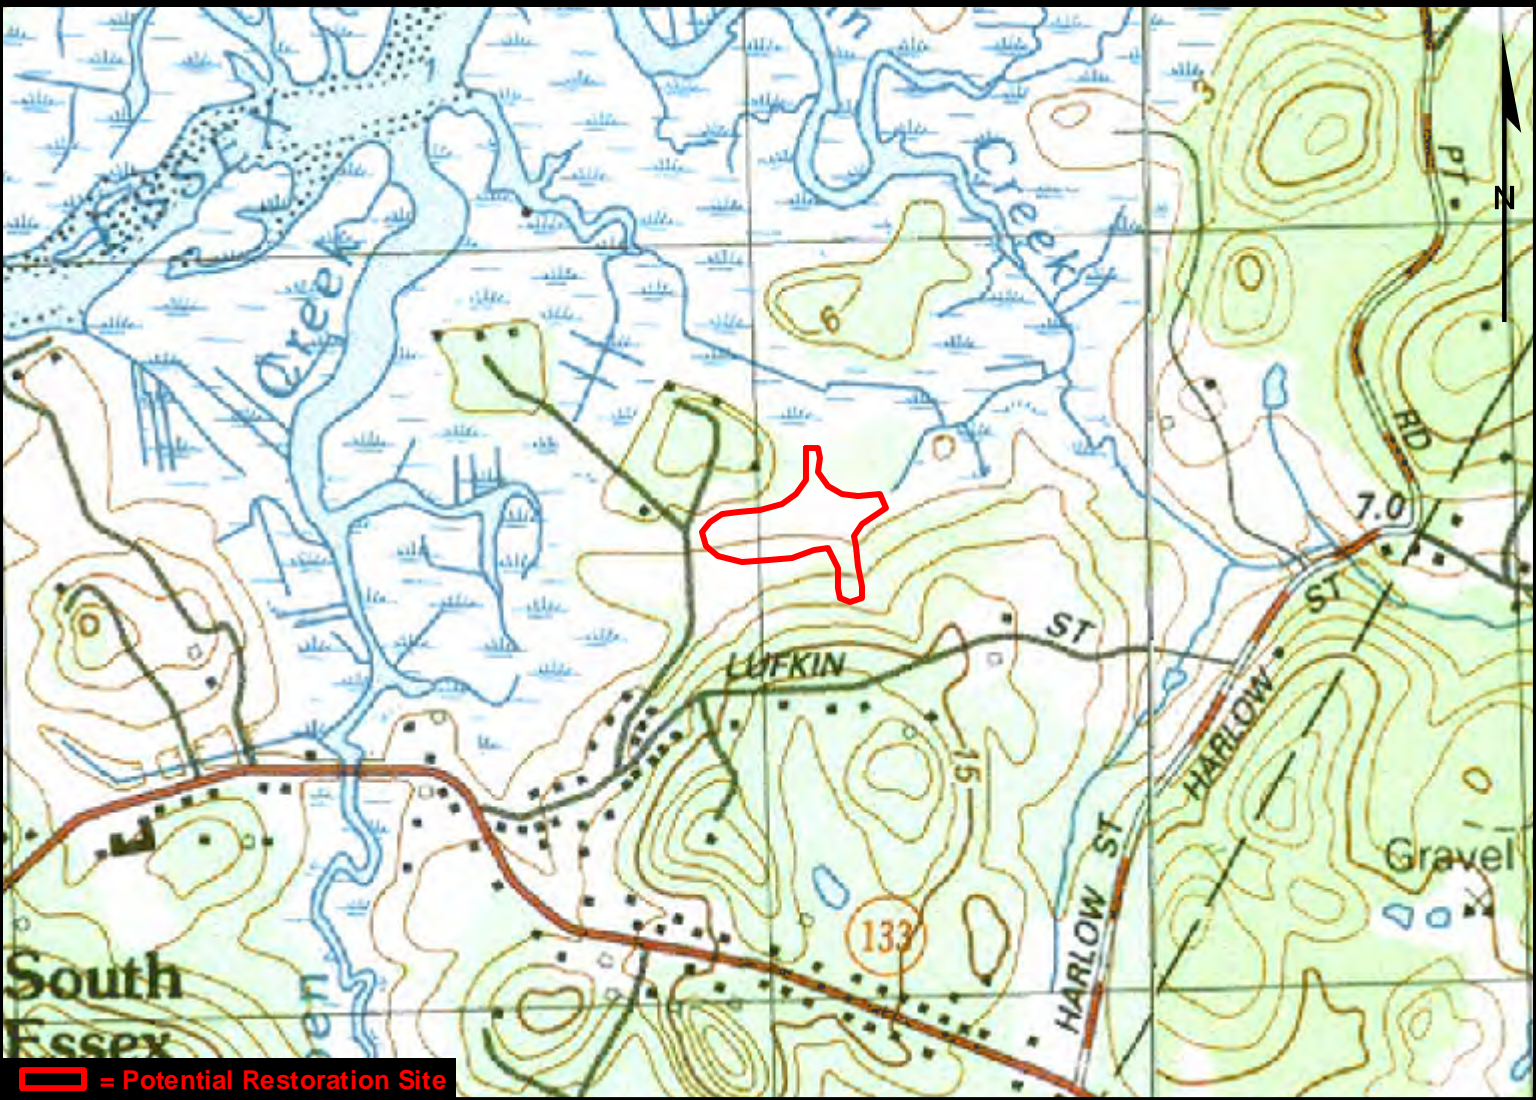 in
ESSEX
Creek
3
PT
N
Creek
6
RD
7.0
ST
ST
LUFKIN
HARLOW
15
ST
Gravel
HARLOW
133
South
Essex
= Potential Restoration Site